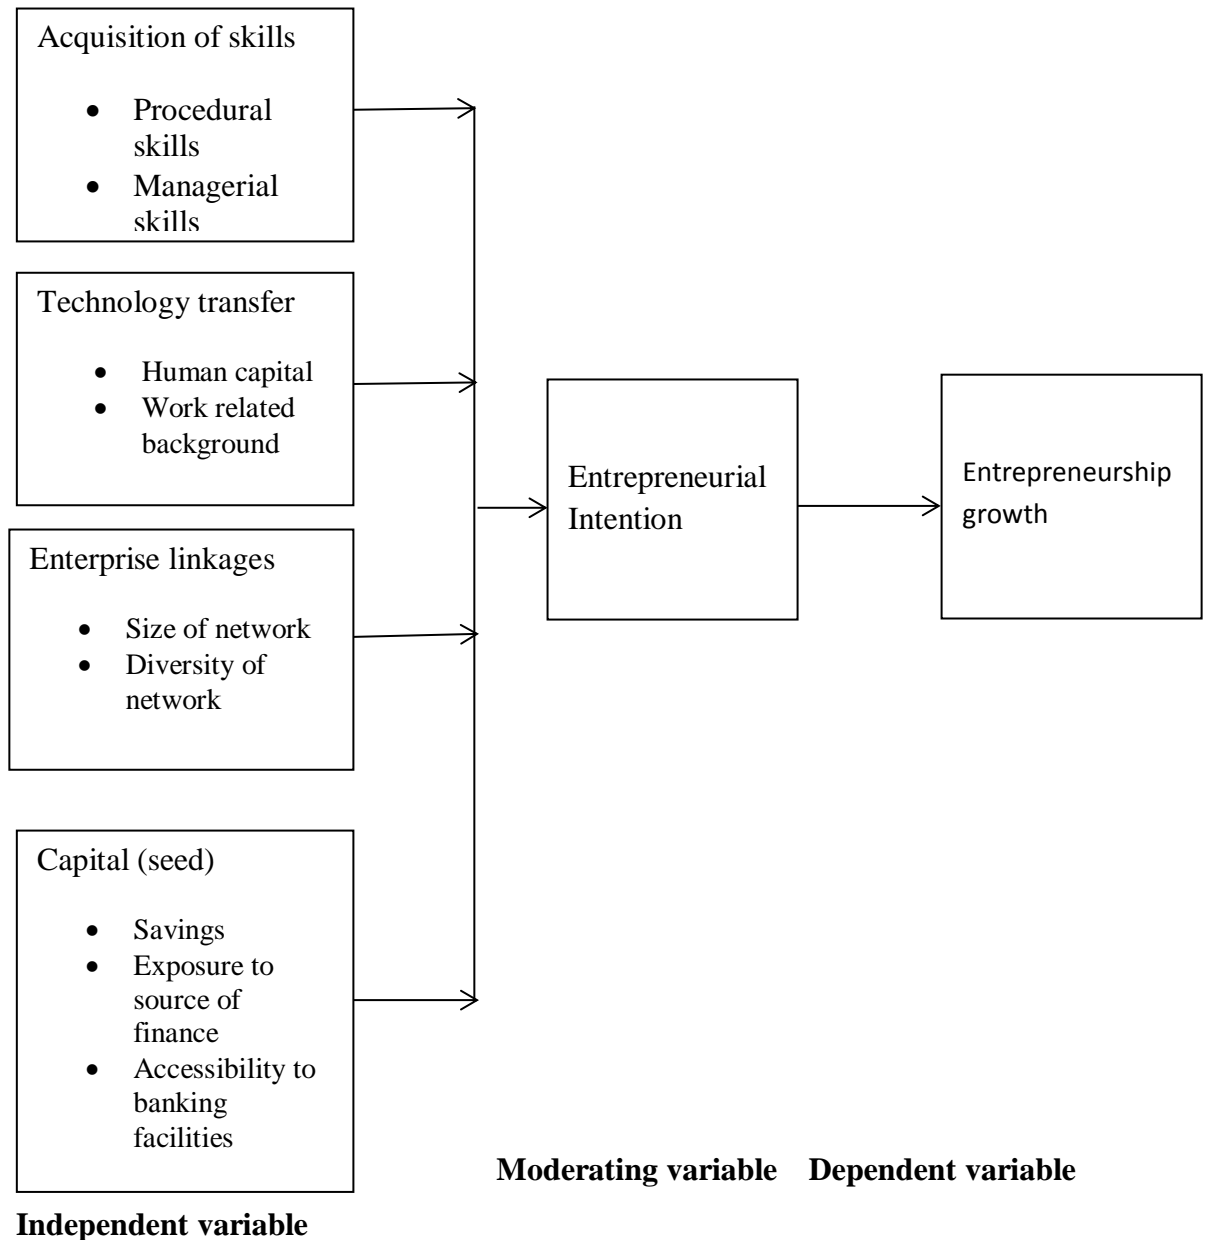 Acquisition of skills
• Procedural
skills
• Managerial
skills
Technology transfer
• Human capital
• Work related
background
Enterprise linkages
• Size of network
• Diversity of
network
Capital (seed)
• Savings
• Exposure to
source of
finance
• Accessibility to
banking
facilities
Independent variable
Entrepreneurial
Intention
Moderating variable
Entrepreneurship
growth
Dependent variable